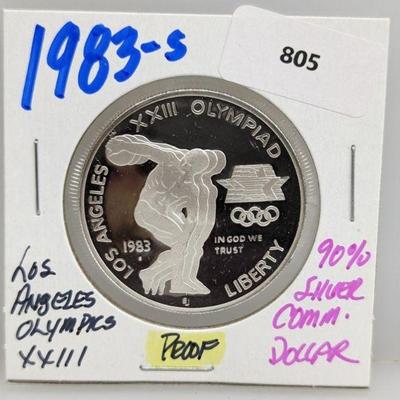 1983-S
805
LOS ANGELES XXIII OLYMPIAD
1983
S
IN GOD WE
TRUST
LIBERTY
LOS
ANGELES
OLYMPICS
XXIII
PROOF
90%
SILVER
COMM.
DOLLAR